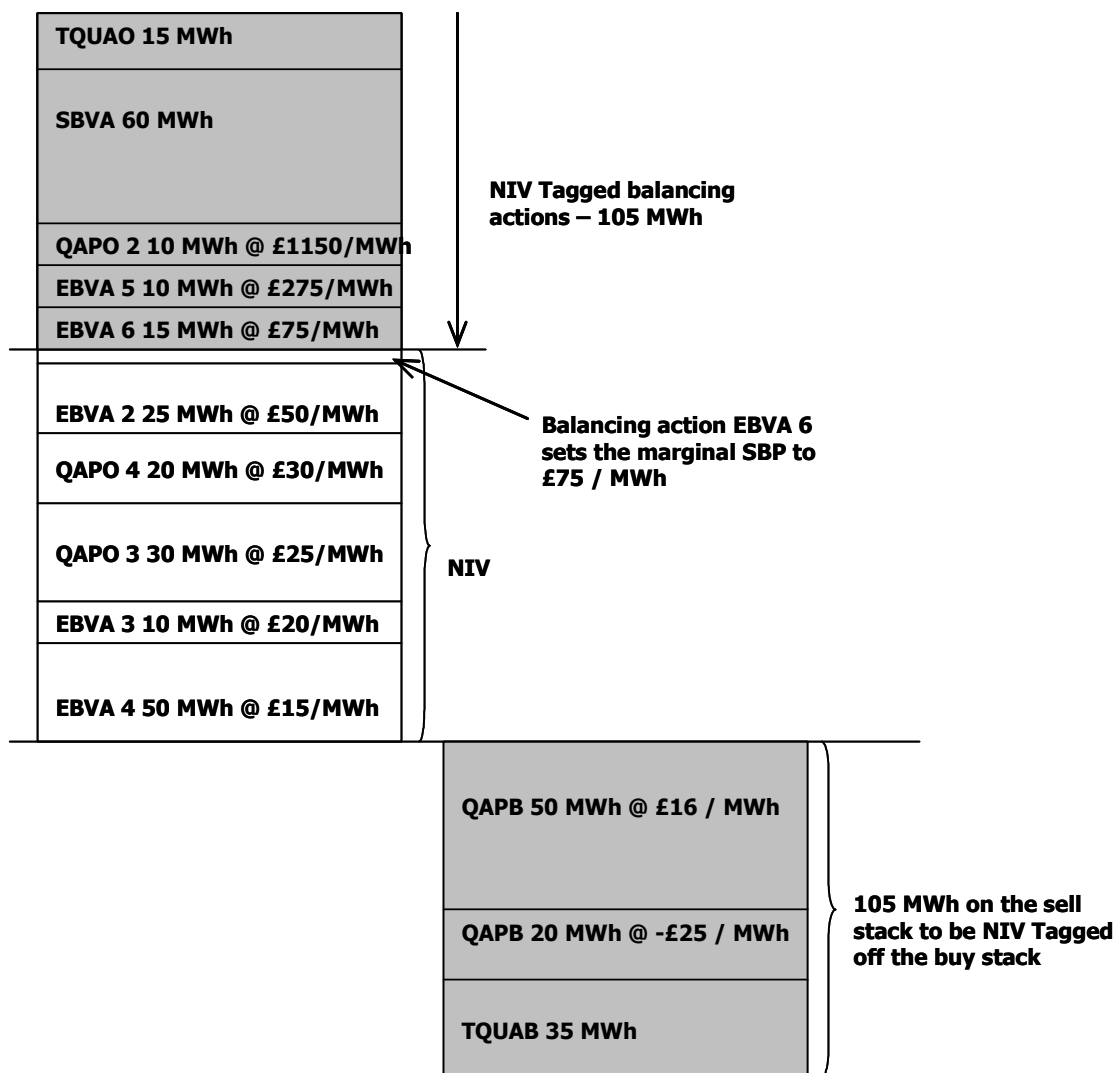 TQUAO 15 MWh
SBVA 60 MWh
NIV Tagged balancing
actions – 105 MWh
QAPO 2 10 MWh @ £1150/MWh
EBVA 5 10 MWh @ £275/MWh
EBVA 6 15 MWh @ £75/MWh
EBVA 2 25 MWh @ £50/MWh
Balancing action EBVA 6
sets the marginal SBP to
£75 / MWh
QAPO 4 20 MWh @ £30/MWh
QAPO 3 30 MWh @ £25/MWh
NIV
EBVA 3 10 MWh @ £20/MWh
EBVA 4 50 MWh @ £15/MWh
QAPB 50 MWh @ £16 / MWh
QAPB 20 MWh @ -£25 / MWh
105 MWh on the sell
stack to be NIV Tagged
off the buy stack
TQUAB 35 MWh